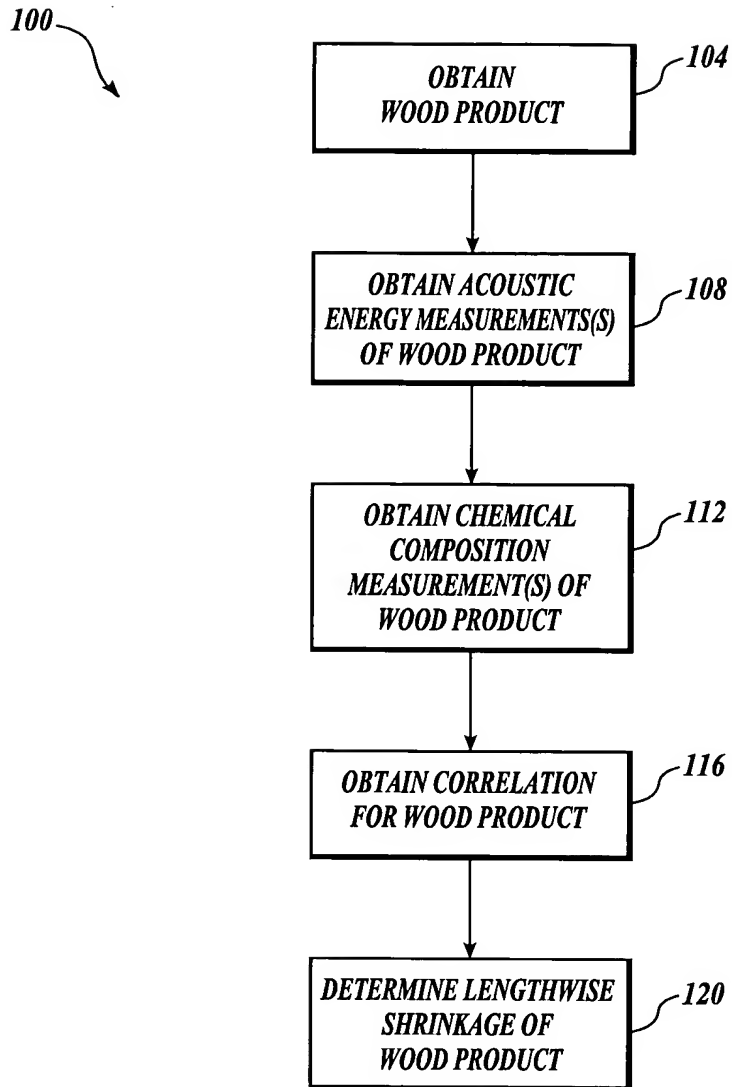 100
104
OBTAIN
WOOD PRODUCT
108
OBTAIN ACOUSTIC
ENERGY MEASUREMENTS(S)
OF WOOD PRODUCT
112
OBTAIN CHEMICAL
COMPOSITION
MEASUREMENT(S) OF
WOOD PRODUCT
116
OBTAIN CORRELATION
FOR WOOD PRODUCT
120
DETERMINE LENGTHWISE
SHRINKAGE OF
WOOD PRODUCT